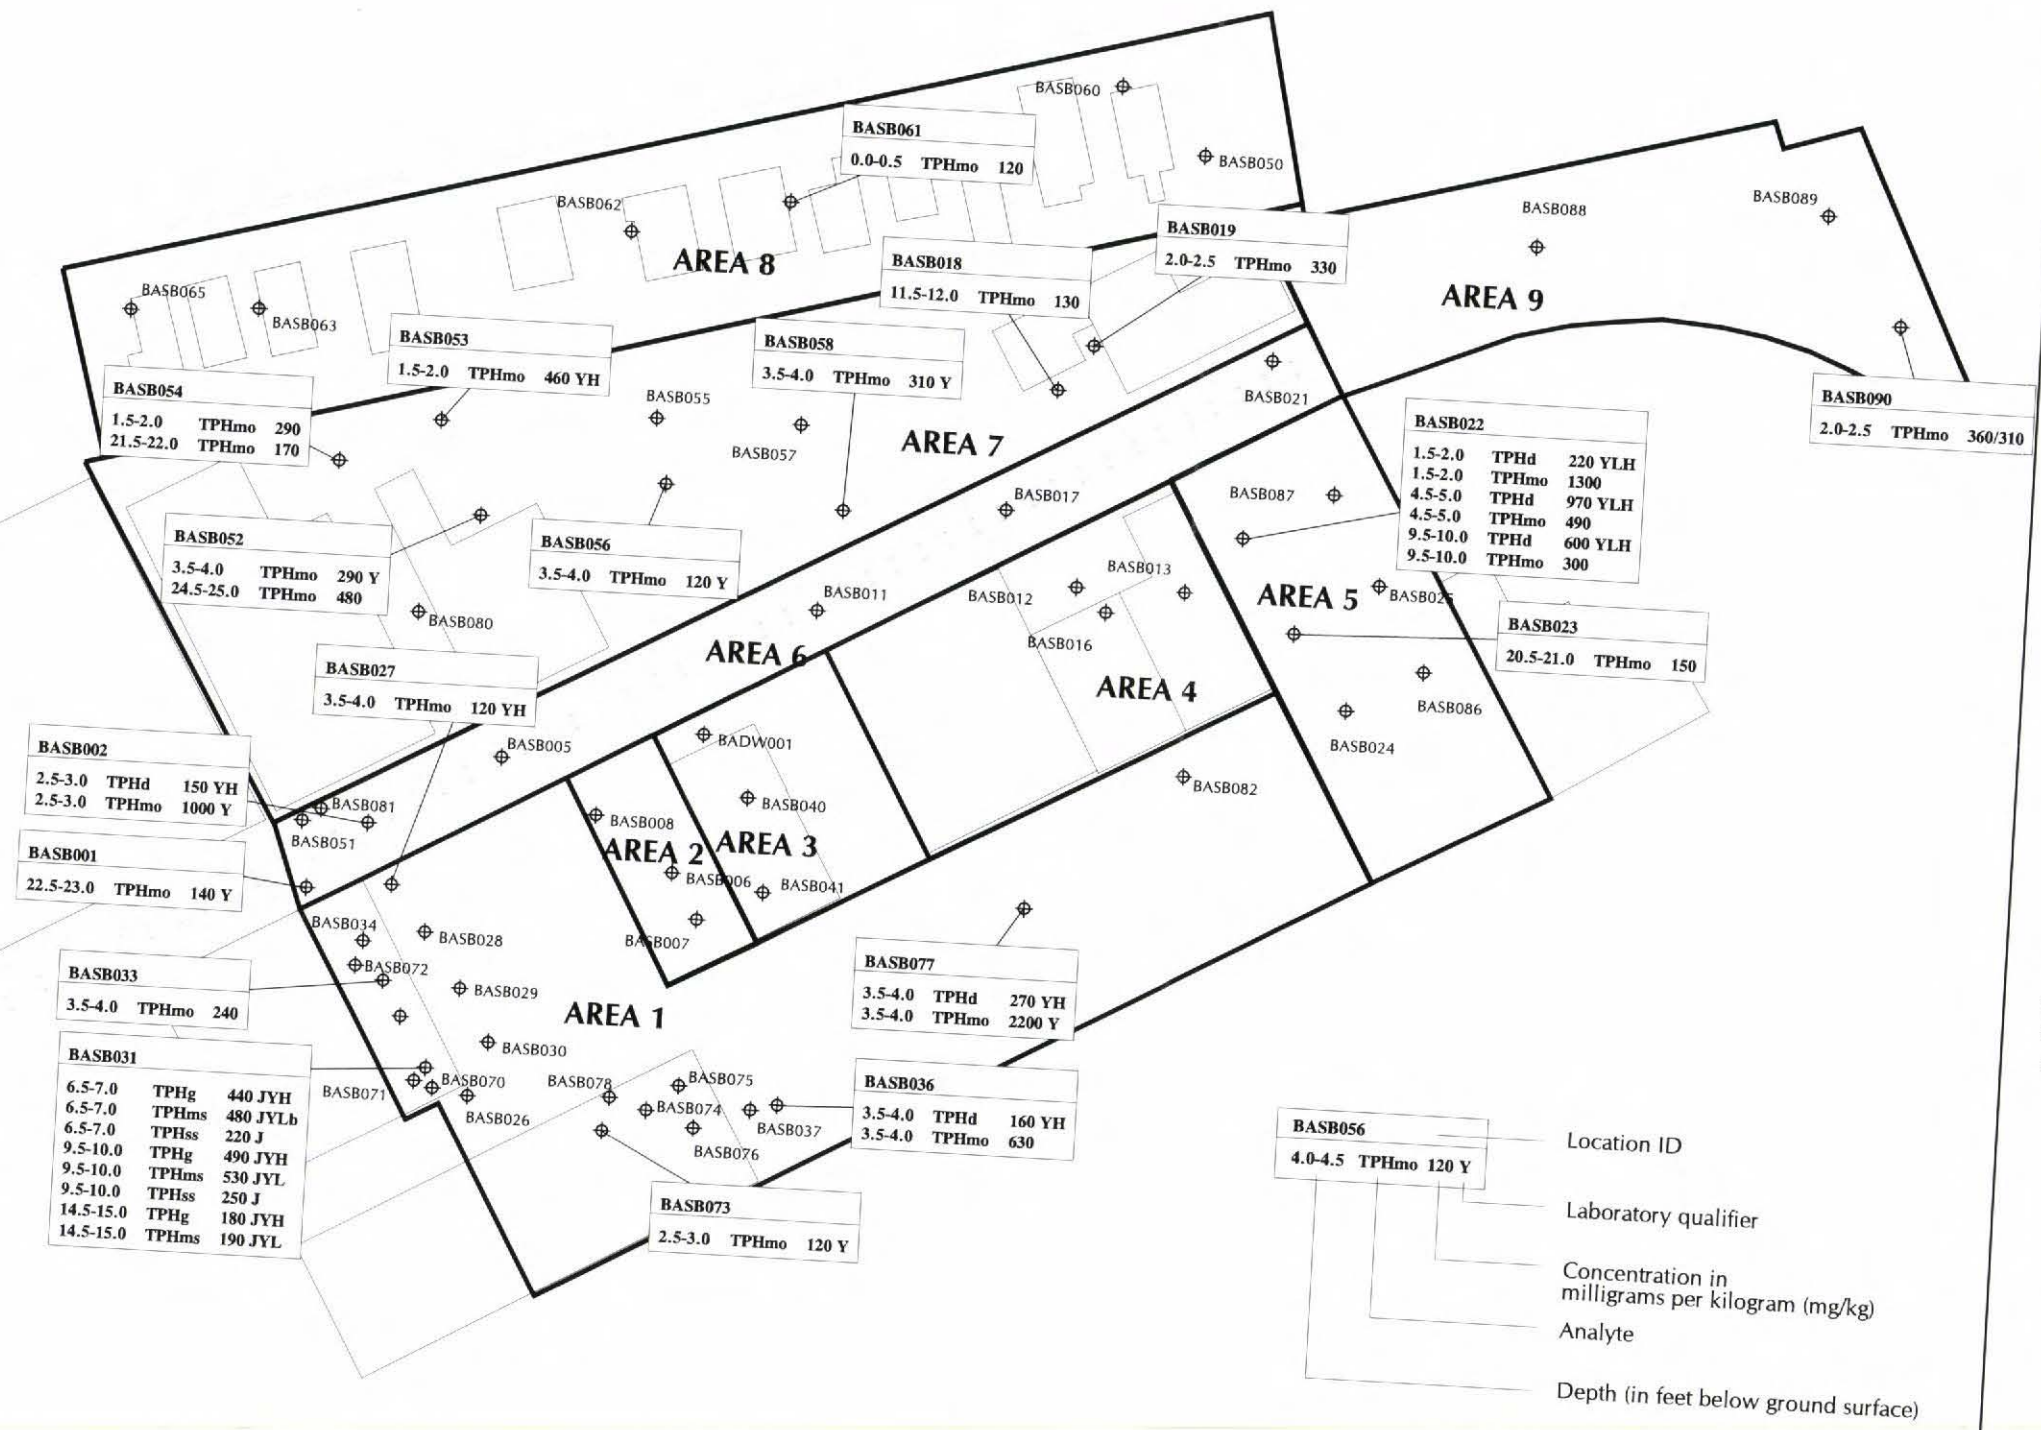 BASB060
BASB061
0.0-0.5 TPHmo 120
BASB050
BASB062
BASB088
BASB089
BASB019
2.0-2.5 TPHmo 330
BASB018
11.5-12.0 TPHmo 130
AREA 8
AREA 9
BASB065
BASB063
BASB053
1.5-2.0 TPHmo 460 YH
BASB058
3.5-4.0 TPHmo 310 Y
BASB054
1.5-2.0 TPHmo 290
21.5-22.0 TPHmo 170
BASB055
BASB057
AREA 7
BASB021
BASB090
2.0-2.5 TPHmo 360/310
BASB022
1.5-2.0 TPHd 220 YLH
1.5-2.0 TPHmo 1300
4.5-5.0 TPHd 970 YLH
4.5-5.0 TPHmo 490
9.5-10.0 TPHd 600 YLH
9.5-10.0 TPHmo 300
BASB087
BASB017
BASB052
3.5-4.0 TPHmo 290 Y
24.5-25.0 TPHmo 480
BASB056
3.5-4.0 TPHmo 120 Y
BASB080
BASB011
BASB012
BASB013
BASB016
AREA 5
BASB025
BASB023
20.5-21.0 TPHmo 150
AREA 6
AREA 4
BASB086
BASB024
BASB027
3.5-4.0 TPHmo 120 YH
BASB005
BADW001
BASB082
BASB002
2.5-3.0 TPHd 150 YH
2.5-3.0 TPHmo 1000 Y
BASB081
BASB051
BASB040
BASB008
AREA 2
AREA 3
BASB006
BASB041
BASB007
BASB001
22.5-23.0 TPHmo 140 Y
BASB034
BASB028
BASB072
BASB033
3.5-4.0 TPHmo 240
BASB029
AREA 1
BASB030
BASB077
3.5-4.0 TPHd 270 YH
3.5-4.0 TPHmo 2200 Y
BASB031
6.5-7.0 TPHg 440 JYH
6.5-7.0 TPHms 480 JYLb
6.5-7.0 TPHss 220 J
9.5-10.0 TPHg 490 JYH
9.5-10.0 TPHms 530 JYL
9.5-10.0 TPHss 250 J
14.5-15.0 TPHg 180 JYH
14.5-15.0 TPHms 190 JYL
BASB071
BASB070
BASB026
BASB078
BASB075
BASB074
BASB037
BASB076
BASB036
3.5-4.0 TPHd 160 YH
3.5-4.0 TPHmo 630
BASB073
2.5-3.0 TPHmo 120 Y
BASB056
4.0-4.5 TPHmo 120 Y
Location ID
Laboratory qualifier
Concentration in
milligrams per kilogram (mg/kg)
Analyte
Depth (in feet below ground surface)